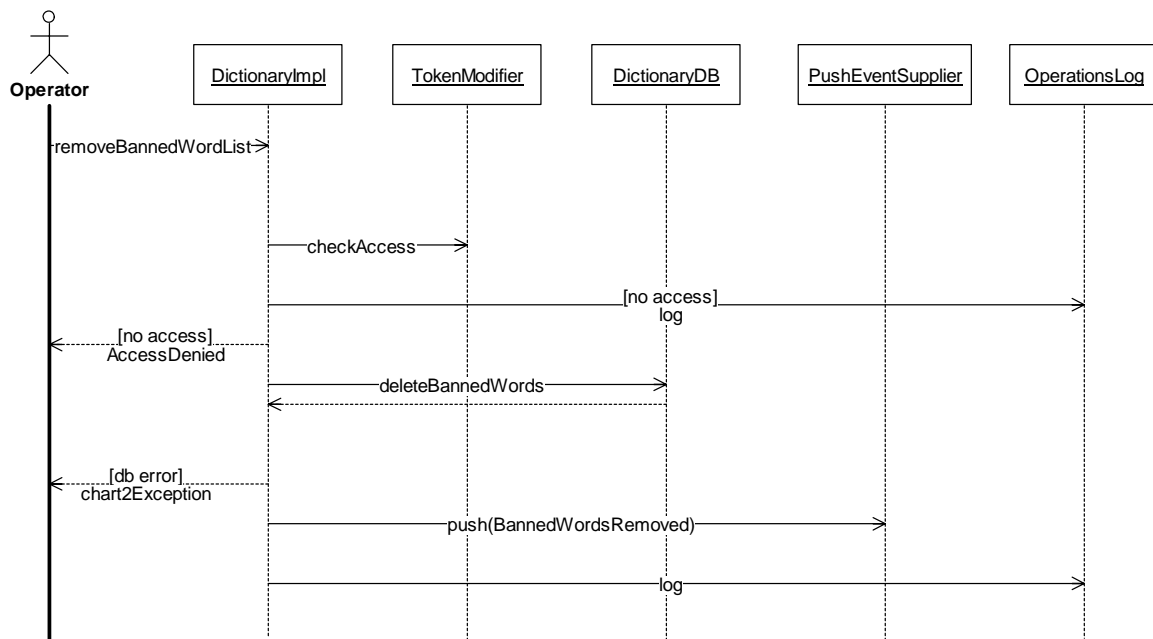 Operator
DictionaryImpl
TokenModifier
DictionaryDB
PushEventSupplier
OperationsLog
removeBannedWordList
checkAccess
[no access]
log
[no access]
AccessDenied
deleteBannedWords
[db error]
chart2Exception
push(BannedWordsRemoved)
log